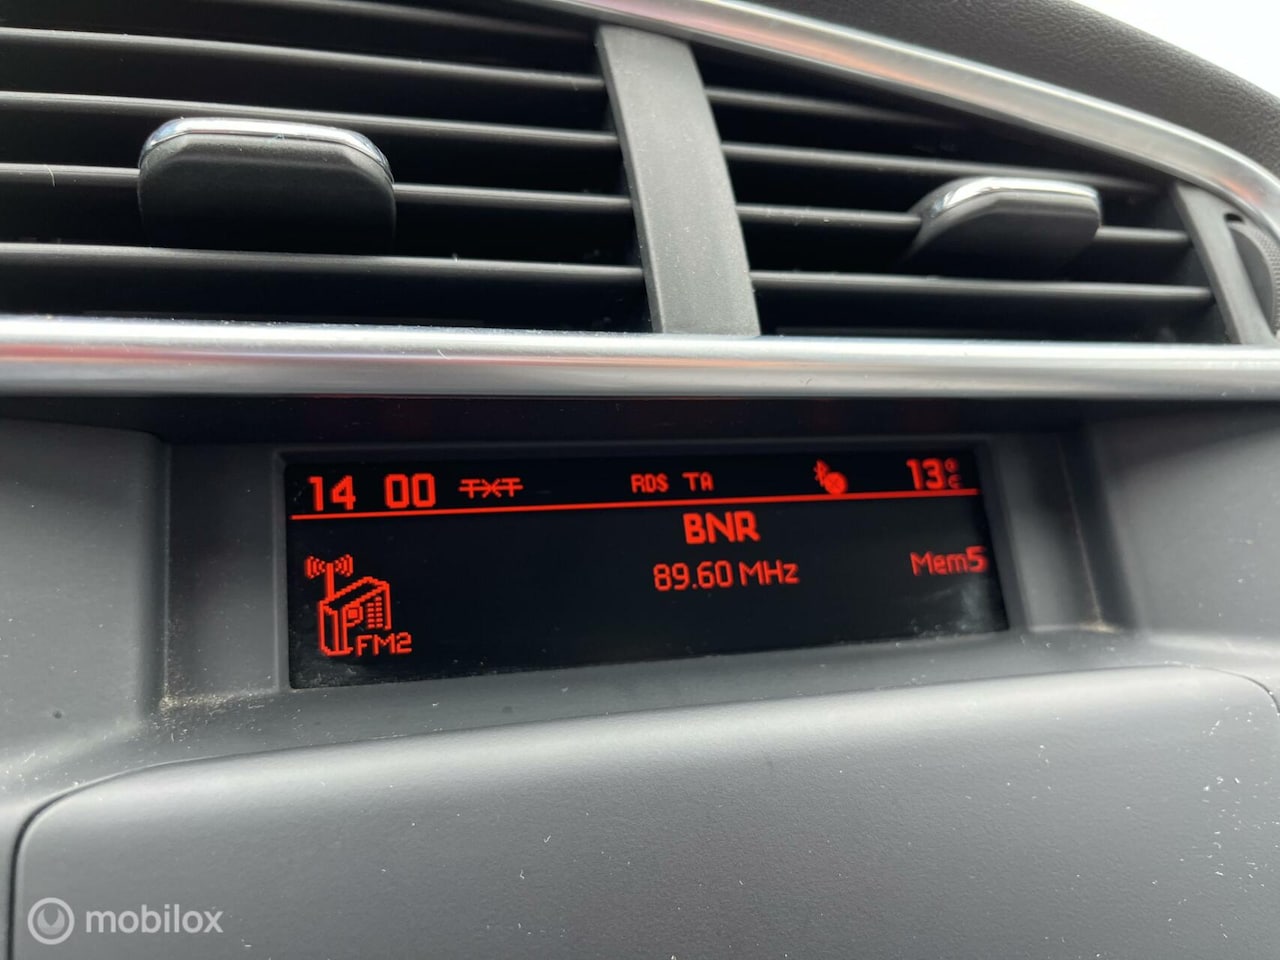 14 00 TXT RDS TA 13°C
BNR
89.60 MHz Mem5
FM2
mobilox